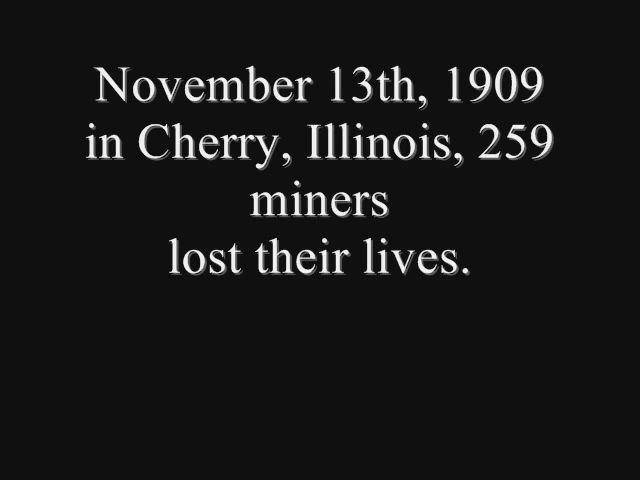 November 13th, 1909
in Cherry, Illinois, 259
miners
lost their lives.